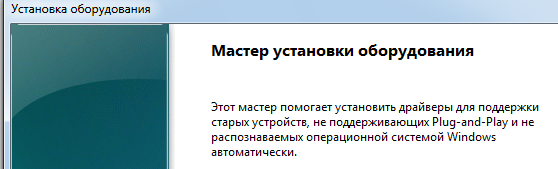 Установка оборудования
Мастер установки оборудования
Этот мастер помогает установить драйверы для поддержки
старых устройств, не поддерживающих Plug-and-Play и не
распознаваемых операционной системой Windows
автоматически.